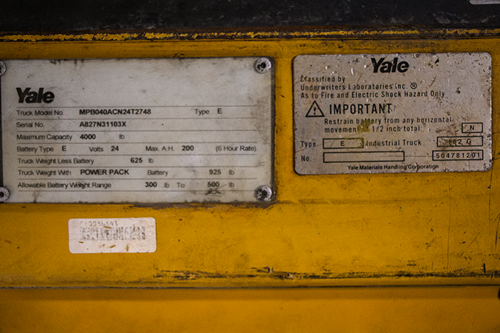 Yale
Truck Model No MPB040ACN24T2748 Type E
Serial No. A827N31103X
Maximum Capacity 4000 lb
Battery Type E Volts 24 Max. A.H. 200 (6 Hour Rate)
Truck Weight Less Battery 625 lb
Truck Weight With POWER PACK Battery 925 lb
Allowable Battery Weight Range 300 lb To 500 lb
Yale
Classified by
Underwriters Laboratories Inc. ®
As to Fire and Electric Shock Hazard Only
IMPORTANT
Restrain battery from any horizontal
movement 1/2 inch total
Type E Industrial Truck
No. 504781201
Yale Materials Handling Corporation